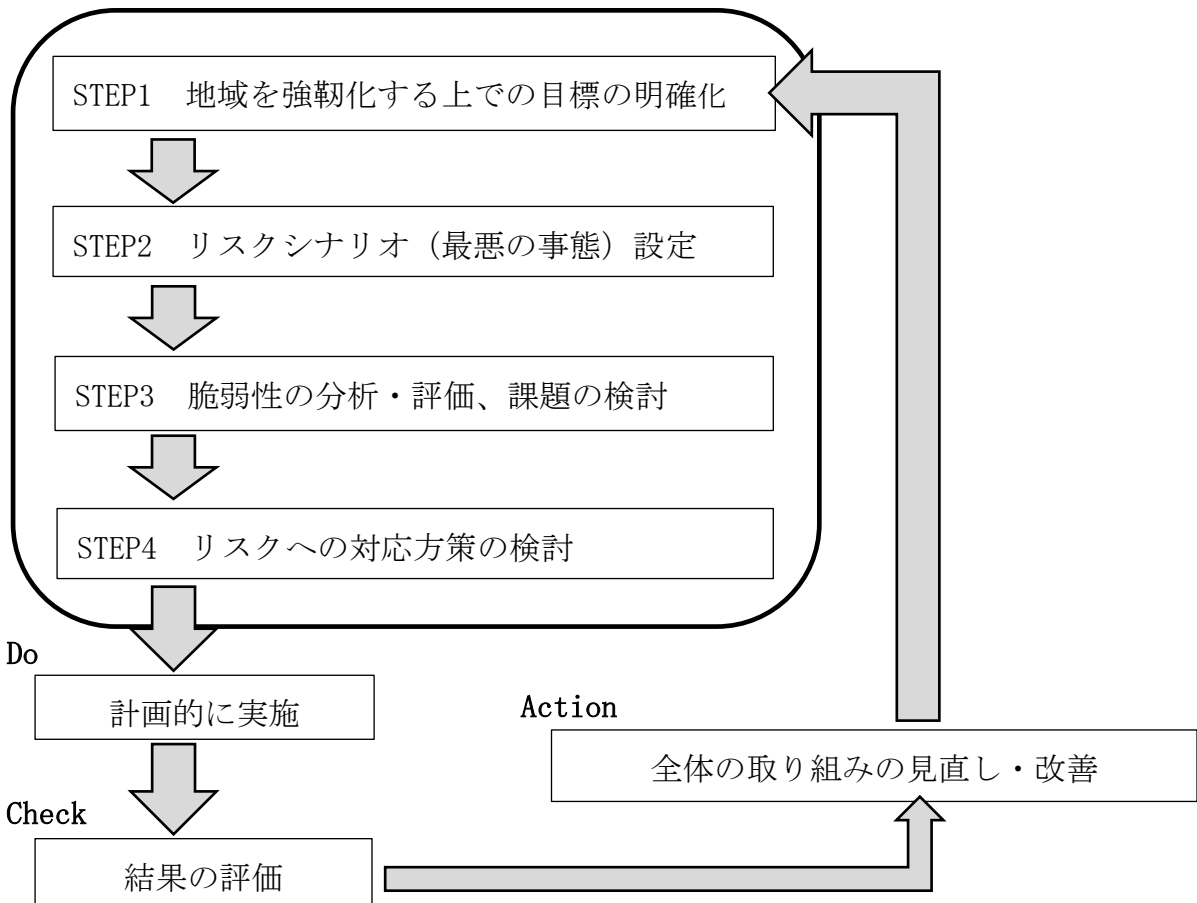 STEP1　地域を強靭化する上での目標の明確化
STEP2　リスクシナリオ（最悪の事態）設定
STEP3　脆弱性の分析・評価、課題の検討
STEP4　リスクへの対応方策の検討
Do
計画的に実施
Action
全体の取り組みの見直し・改善
Check
結果の評価